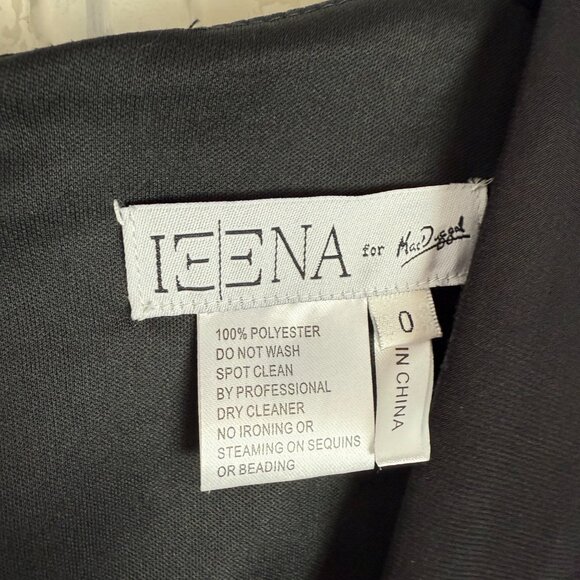 IEENA for Mac Duggal
0
IN CHINA
100% POLYESTER
DO NOT WASH
SPOT CLEAN
BY PROFESSIONAL
DRY CLEANER
NO IRONING OR
STEAMING ON SEQUINS
OR BEADING